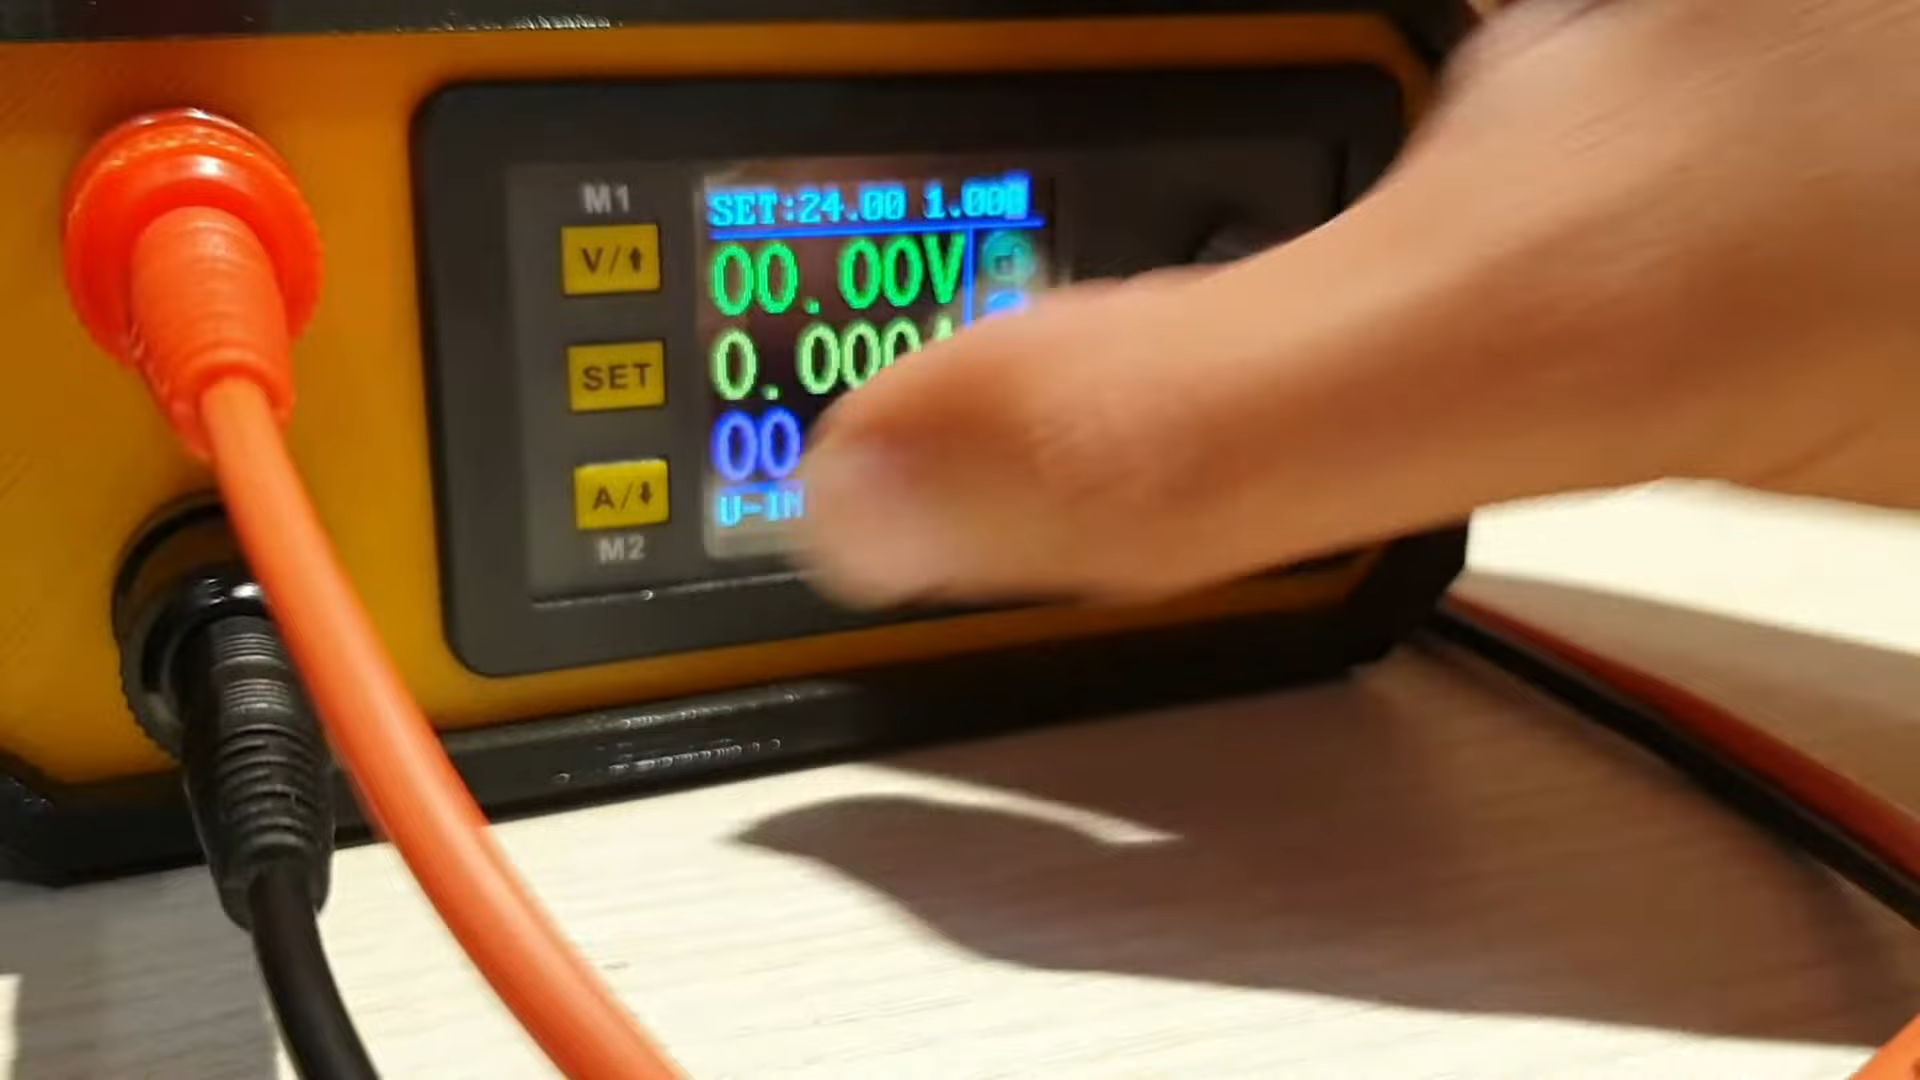 M1
V/⬆
SET
A/⬇
M2
SET:24.00 1.000
00.00V
0.000A
00
U-IN